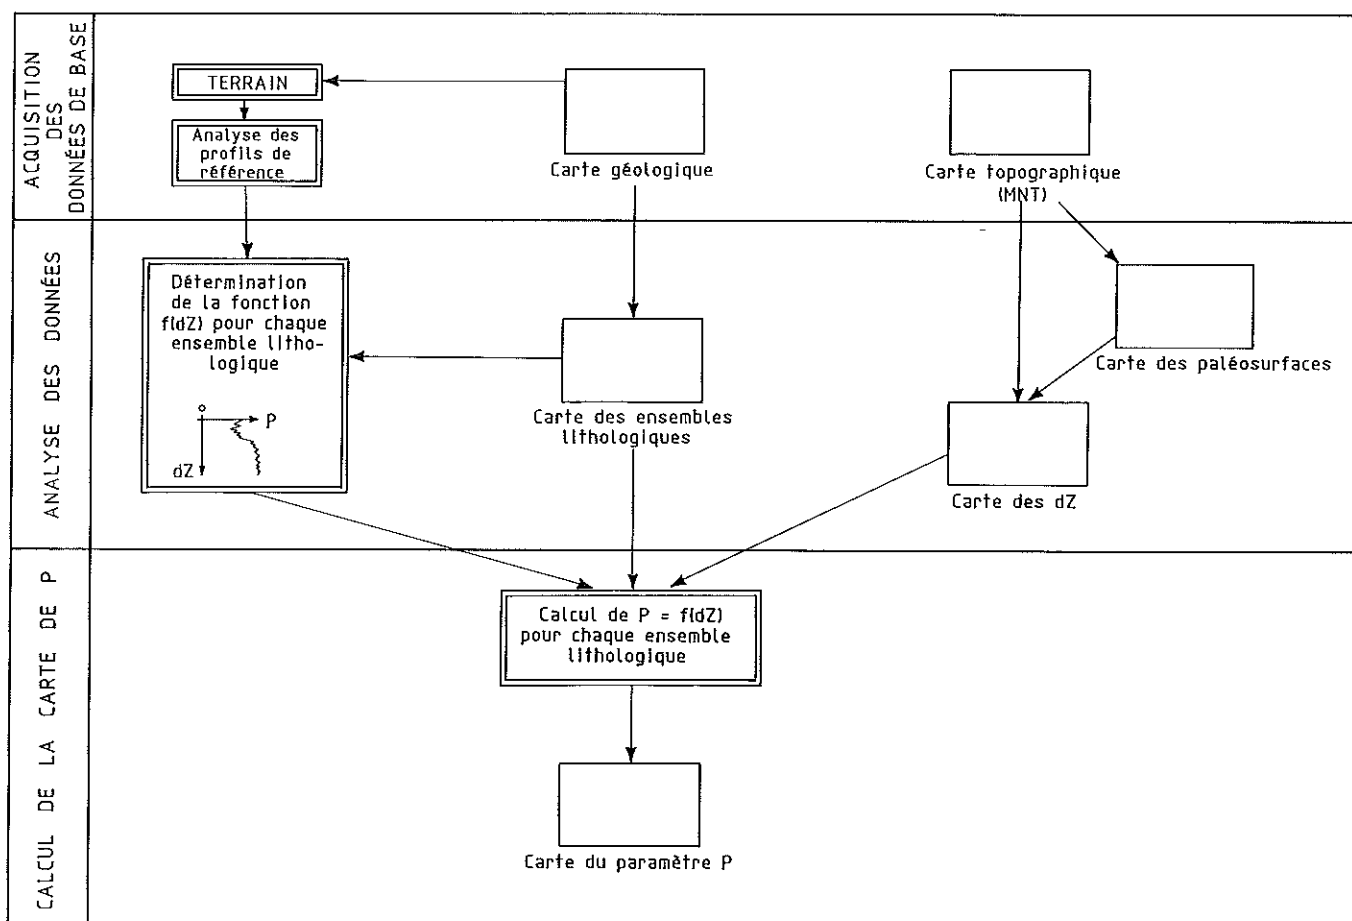 ACQUISITION
DES
DONNÉES DE BASE
TERRAIN
Analyse des
profils de
référence
Carte géologique
Carte topographique
(MNT)
ANALYSE DES DONNÉES
Détermination
de la fonction
f(dZ) pour chaque
ensemble litho-
logique
o
P
dZ
Carte des ensembles
lithologiques
Carte des paléosurfaces
Carte des dZ
CALCUL DE LA CARTE DE P
Calcul de P = f(dZ)
pour chaque ensemble
lithologique
Carte du paramètre P